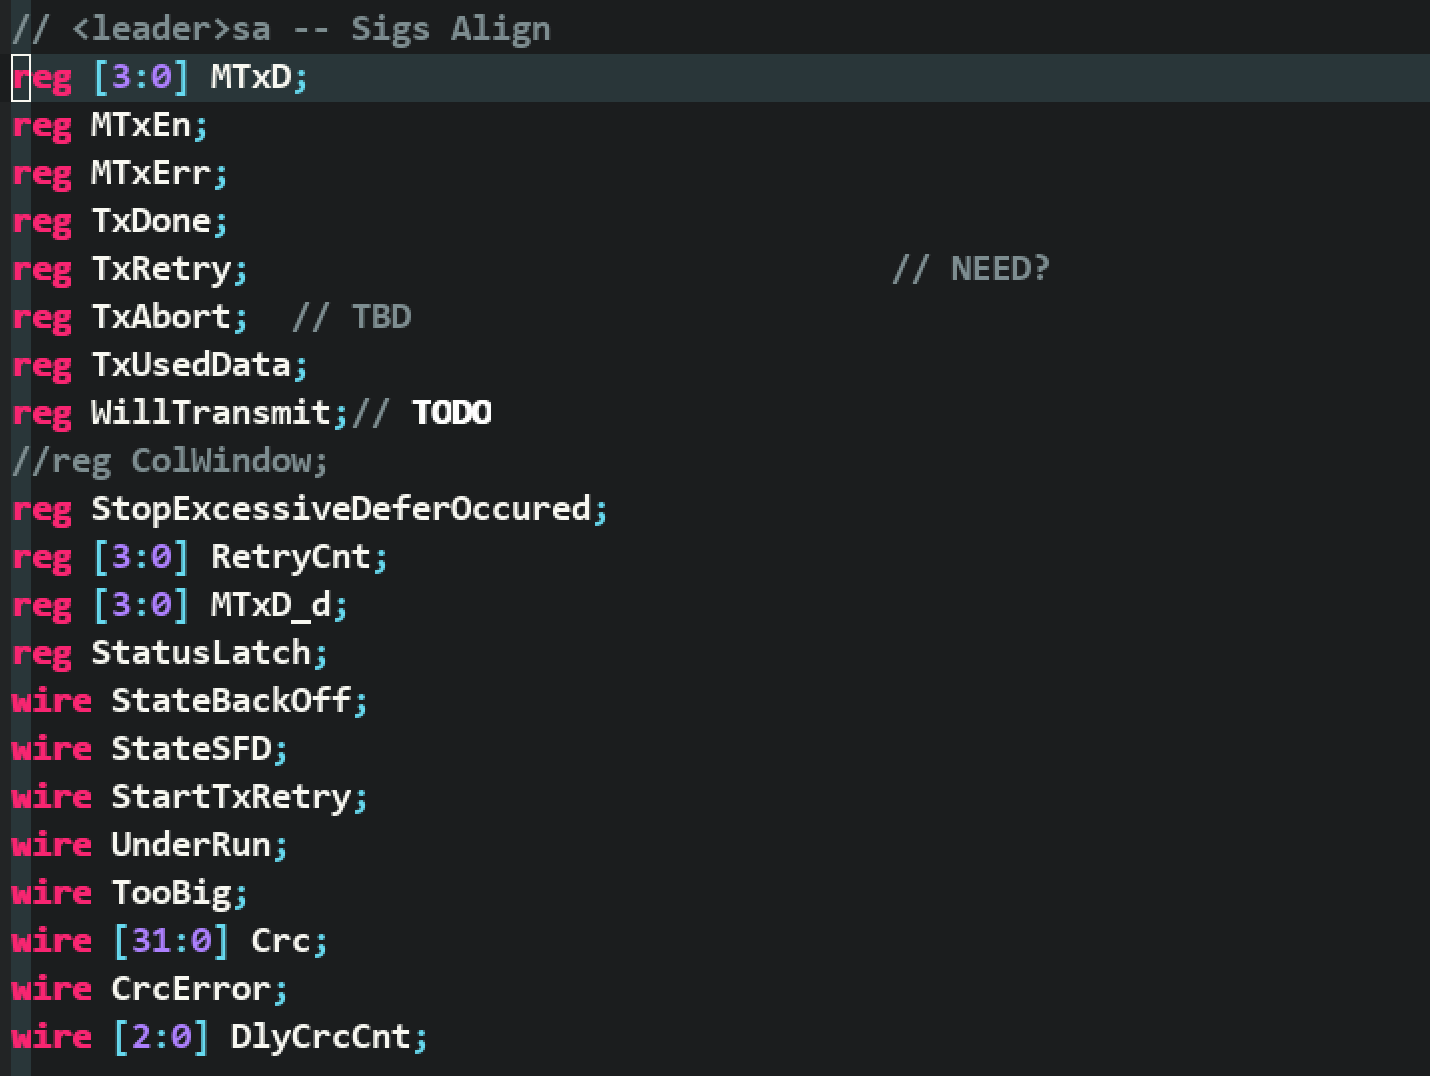 // <leader>sa -- Sigs Align
reg [3:0] MTxD;
reg MTxEn;
reg MTxErr;
reg TxDone;
reg TxRetry;                                // NEED?
reg TxAbort;  // TBD
reg TxUsedData;
reg WillTransmit;// TODO
//reg ColWindow;
reg StopExcessiveDeferOccured;
reg [3:0] RetryCnt;
reg [3:0] MTxD_d;
reg StatusLatch;
wire StateBackOff;
wire StateSFD;
wire StartTxRetry;
wire UnderRun;
wire TooBig;
wire [31:0] Crc;
wire CrcError;
wire [2:0] DlyCrcCnt;